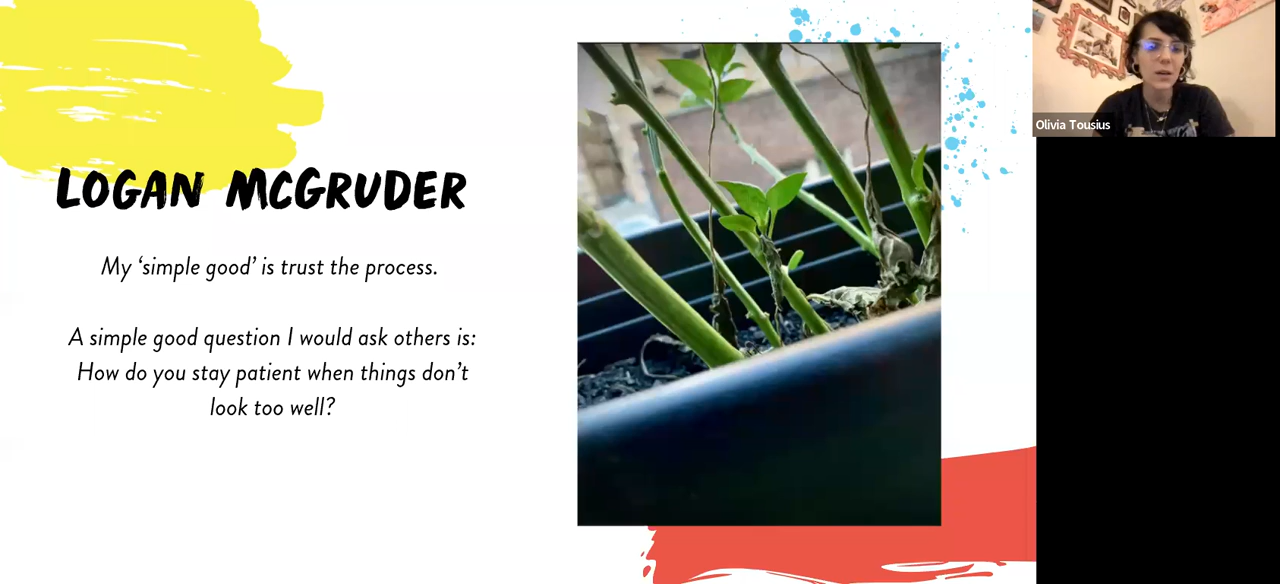 LOGAN MCGRUDER
My ‘simple good’ is trust the process.
A simple good question I would ask others is:
How do you stay patient when things don’t
look too well?
Olivia Tousius